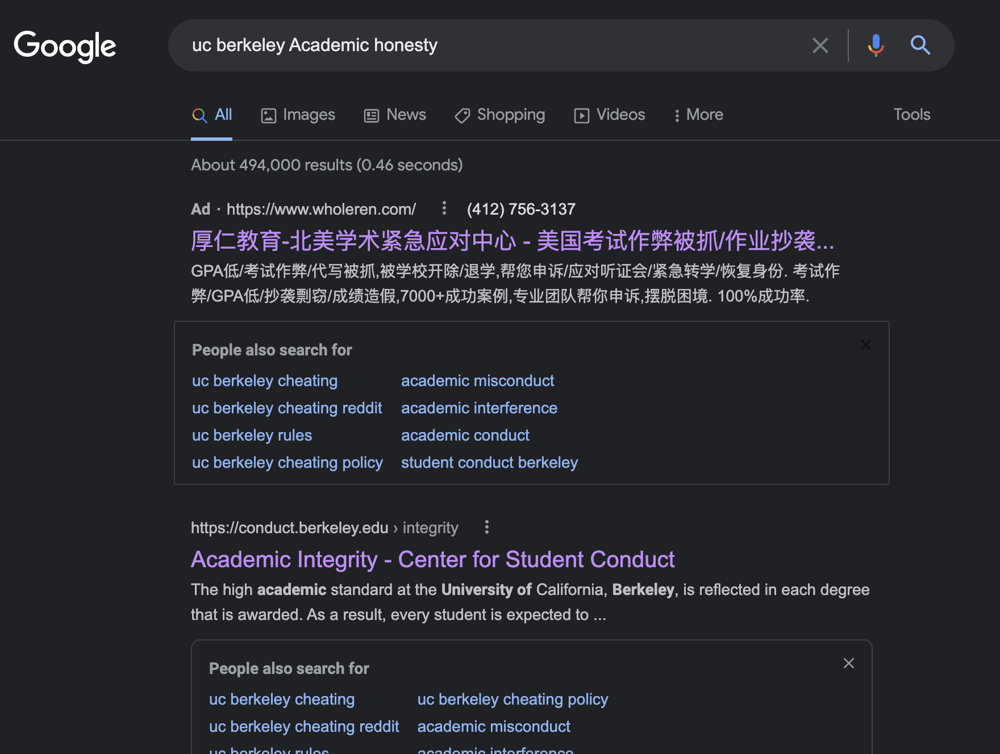 Google
uc berkeley Academic honesty
All Images News Shopping Videos More Tools
About 494,000 results (0.46 seconds)
Ad · https://www.wholeren.com/ (412) 756-3137
厚仁教育-北美学术紧急应对中心 - 美国考试作弊被抓/作业抄袭...
GPA低/考试作弊/代写被抓,被学校开除/退学,帮您申诉/应对听证会/紧急转学/恢复身份. 考试作
弊/GPA低/抄袭剽窃/成绩造假,7000+成功案例,专业团队帮你申诉,摆脱困境. 100%成功率.
People also search for
uc berkeley cheating academic misconduct
uc berkeley cheating reddit academic interference
uc berkeley rules academic conduct
uc berkeley cheating policy student conduct berkeley
https://conduct.berkeley.edu › integrity
Academic Integrity - Center for Student Conduct
The high academic standard at the University of California, Berkeley, is reflected in each degree
that is awarded. As a result, every student is expected to ...
People also search for
uc berkeley cheating uc berkeley cheating policy
uc berkeley cheating reddit academic misconduct
uc berkeley rules academic interference